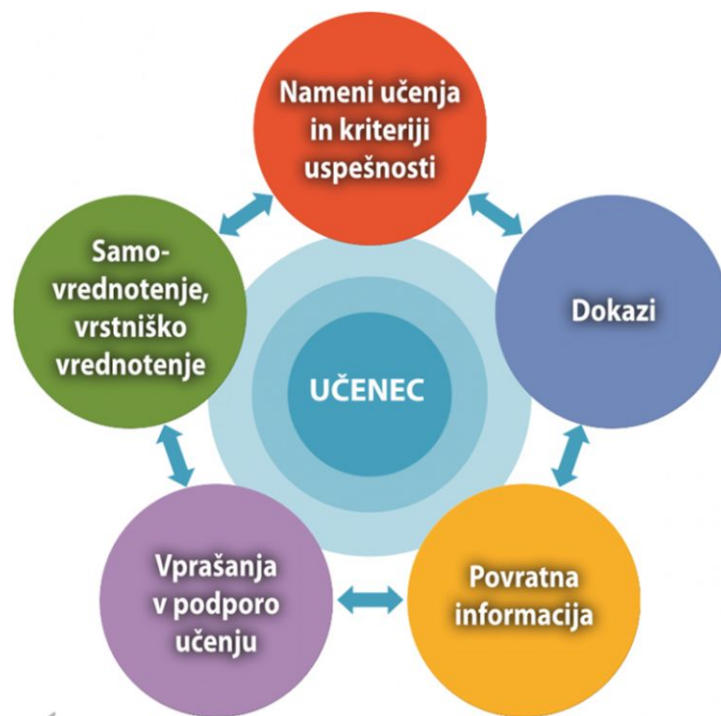 Nameni učenja
in kriteriji
uspešnosti
Samo-
vrednotenje,
vrstniško
vrednotenje
Dokazi
UČENEC
Vprašanja
v podporo
učenju
Povratna
informacija